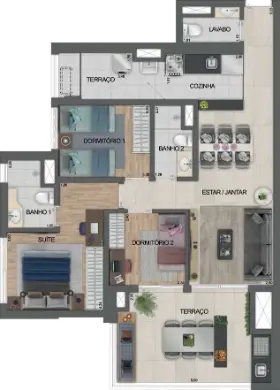 LAVABO
TERRAÇO
COZINHA
DORMITÓRIO 1
BANHO 2
ESTAR / JANTAR
BANHO 1
SUÍTE
DORMITÓRIO 2
TERRAÇO